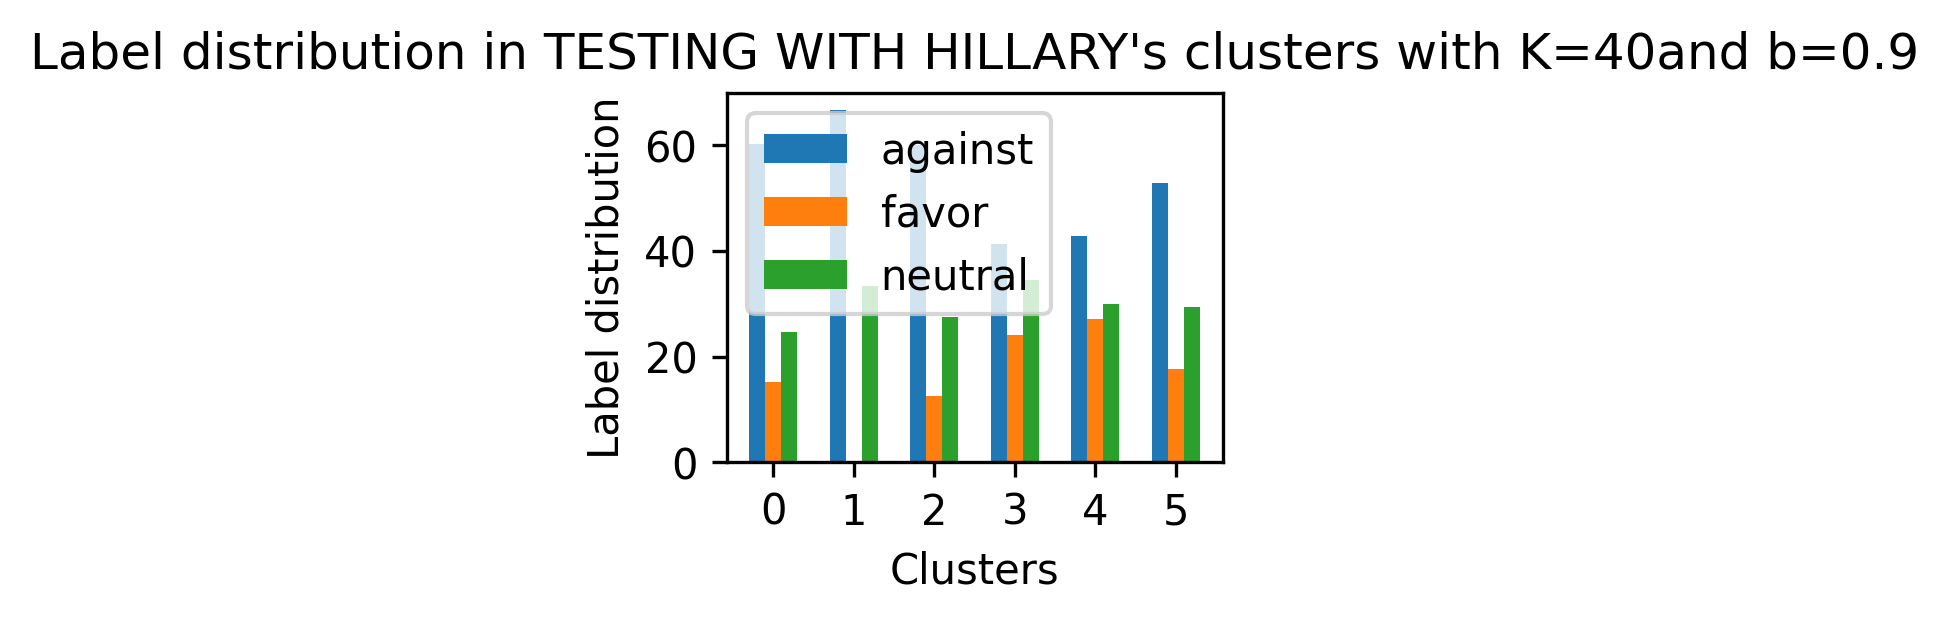 Label distribution in TESTING WITH HILLARY's clusters with K=40and b=0.9
Label distribution
60
40
20
0
against
favor
neutral
0 1 2 3 4 5
Clusters